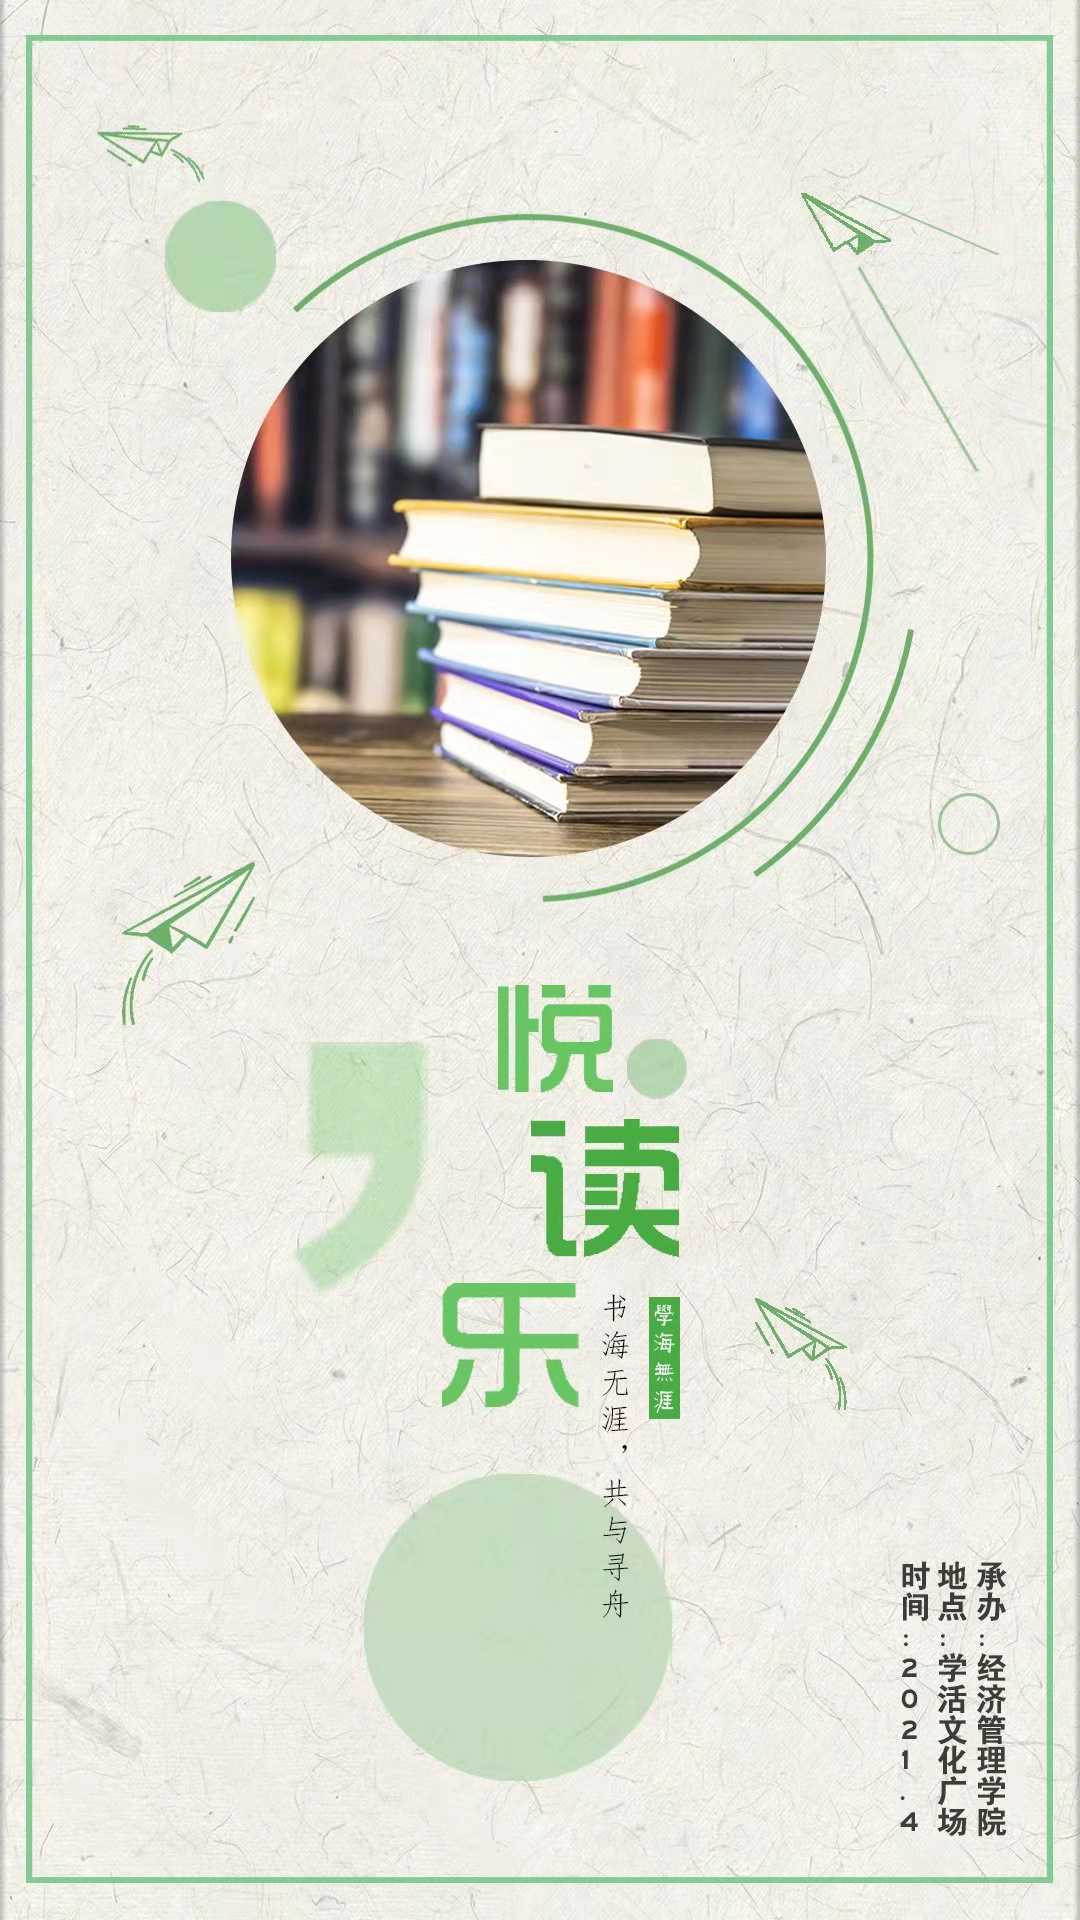 悦
读
乐
學海無涯
书海无涯，共与寻舟
承办：经济管理学院
地点：学活文化广场
时间：2021.4